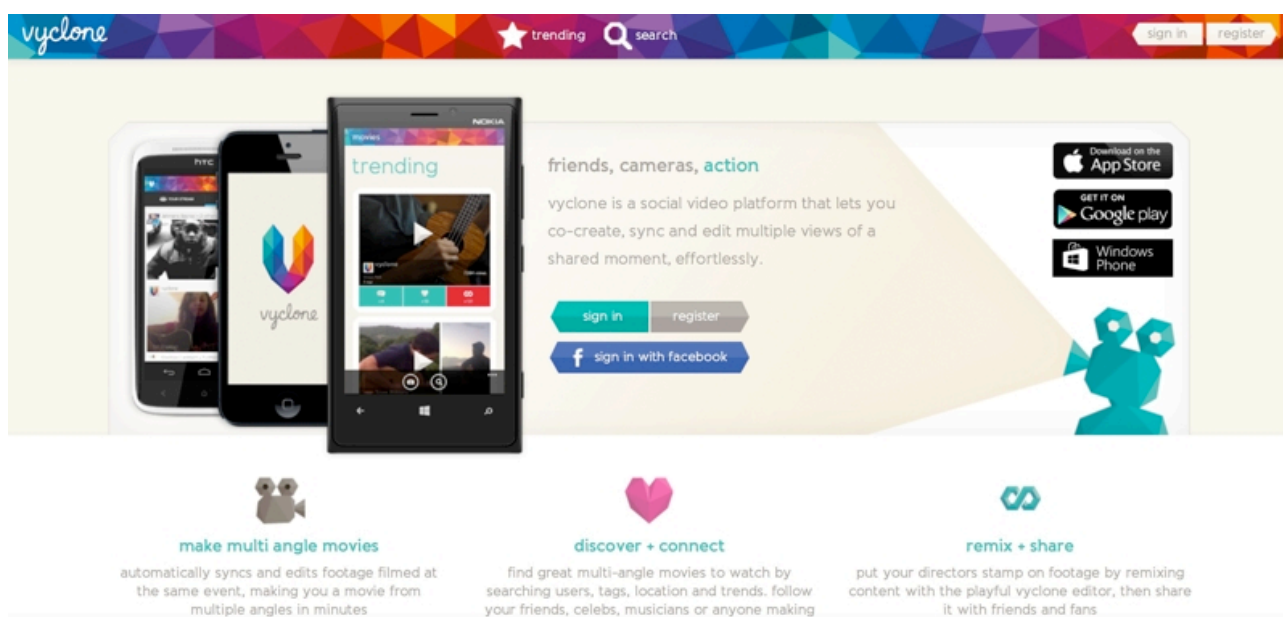 vyclone
trending
search
sign in
register
htc
YOUR STREAM
vyclone
NOKIA
movies
trending
vyclone
friends, cameras, action
vyclone is a social video platform that lets you
co-create, sync and edit multiple views of a
shared moment, effortlessly.
sign in
register
f sign in with facebook
Download on the
App Store
GET IT ON
Google play
Windows
Phone
make multi angle movies
automatically syncs and edits footage filmed at
the same event, making you a movie from
multiple angles in minutes
discover + connect
find great multi-angle movies to watch by
searching users, tags, location and trends. follow
your friends, celebs, musicians or anyone making
remix + share
put your directors stamp on footage by remixing
content with the playful vyclone editor, then share
it with friends and fans